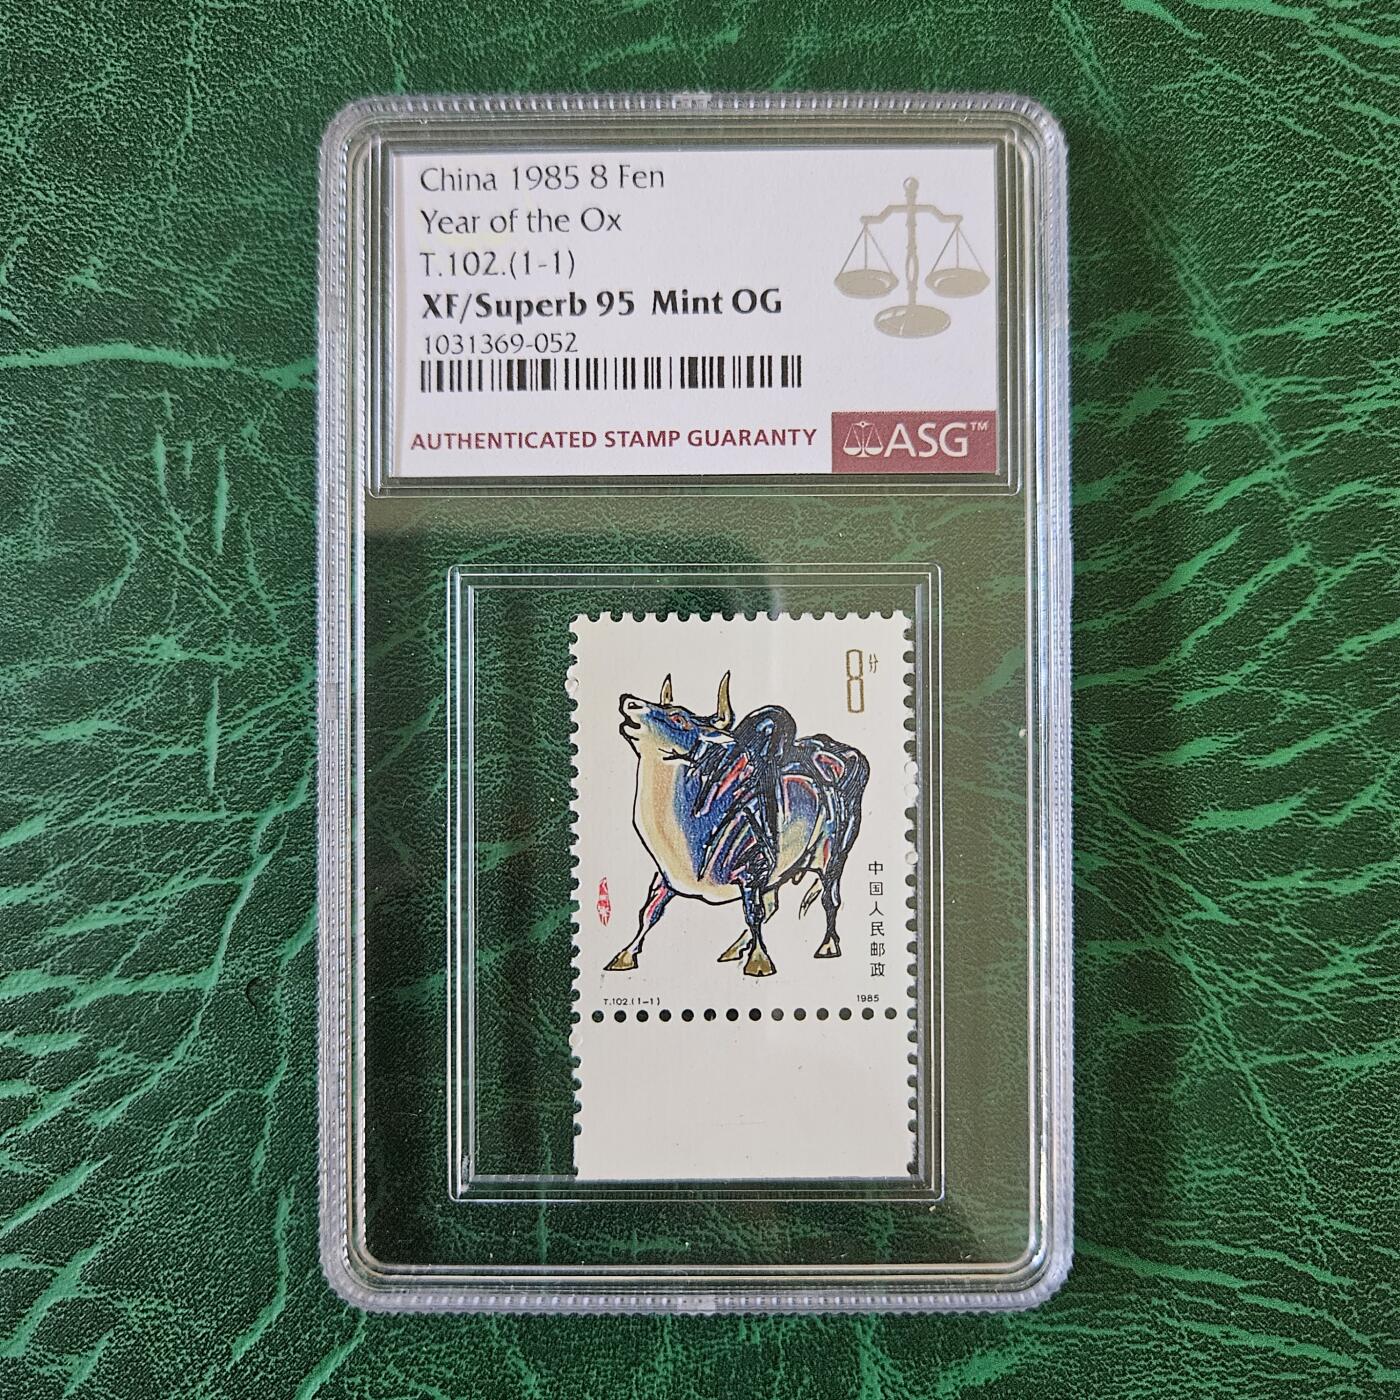 China 1985 8 Fen
Year of the Ox
T.102.(1-1)
XF/Superb 95 Mint OG
1031369-052
AUTHENTICATED STAMP GUARANTY
ASG™
8分
中国人民邮政
T.102.(1-1)
1985